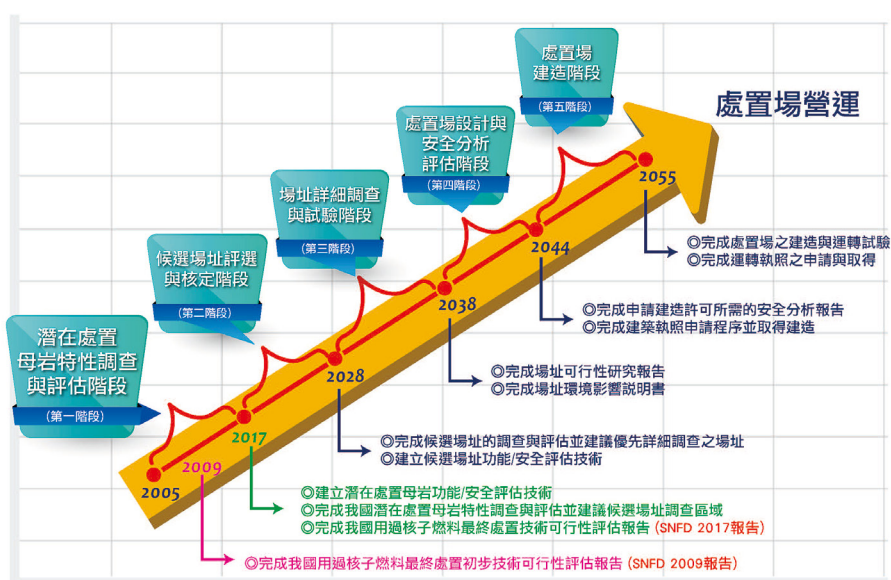 處置場營運
處置場
建造階段
(第五階段)
處置場設計與
安全分析
評估階段
(第四階段)
場址詳細調查
與試驗階段
(第三階段)
候選場址評選
與核定階段
(第二階段)
潛在處置
母岩特性調查
與評估階段
(第一階段)
2055
◎完成處置場之建造與運轉試驗
◎完成運轉執照之申請與取得
2044
◎完成申請建造許可所需的安全分析報告
◎完成建築執照申請程序並取得建造
2038
◎完成場址可行性研究報告
◎完成場址環境影響説明書
2028
◎完成候選場址的調查與評估並建議優先詳細調查之場址
◎建立候選場址功能/安全評估技術
2017
◎建立潛在處置母岩功能/安全評估技術
◎完成我國潛在處置母岩特性調查與評估並建議候選場址調查區域
◎完成我國用過核子燃料最終處置技術可行性評估報告 (SNFD 2017報告)
2009
◎完成我國用過核子燃料最終處置初步技術可行性評估報告 (SNFD 2009報告)
2005